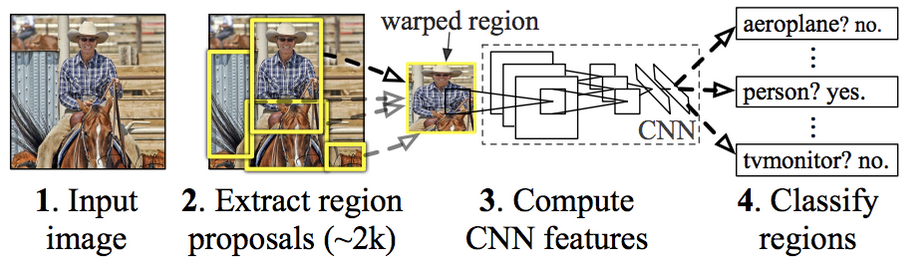 warped region
aeroplane? no.
⋮
person? yes.
⋮
tvmonitor? no.
CNN
1. Input
image
2. Extract region
proposals (~2k)
3. Compute
CNN features
4. Classify
regions